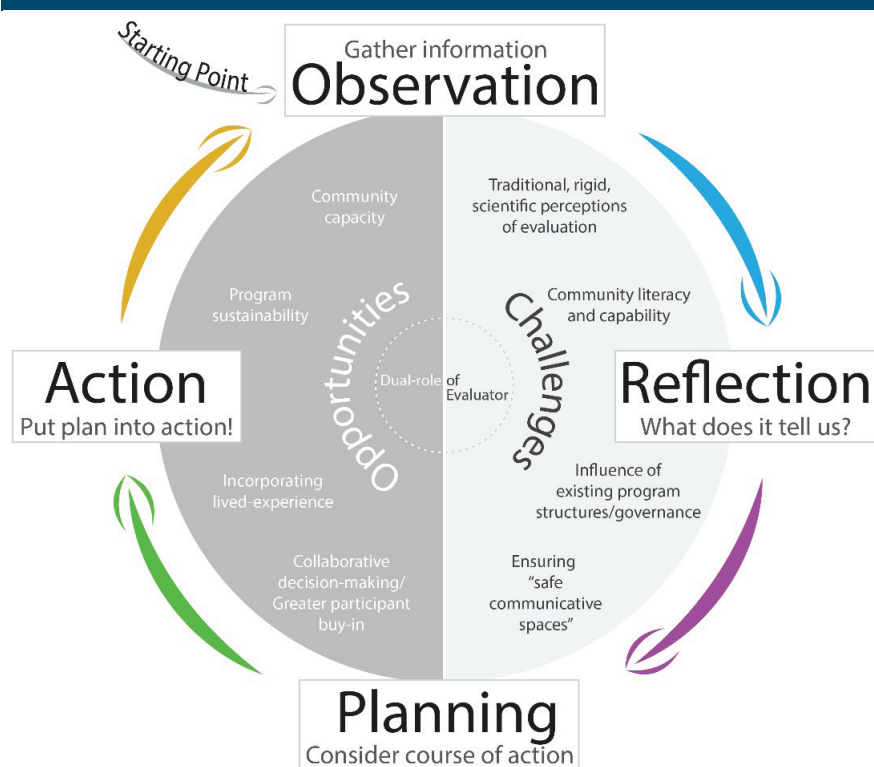 Starting Point
Gather information
Observation
Community
capacity
Traditional, rigid,
scientific perceptions
of evaluation
Program
sustainability
Community literacy
and capability
Opportunities
Challenges
Dual-role of
Evaluator
Action
Put plan into action!
Reflection
What does it tell us?
Incorporating
lived-experience
Influence of
existing program
structures/governance
Collaborative
decision-making/
Greater participant
buy-in
Ensuring
"safe
communicative
spaces"
Planning
Consider course of action